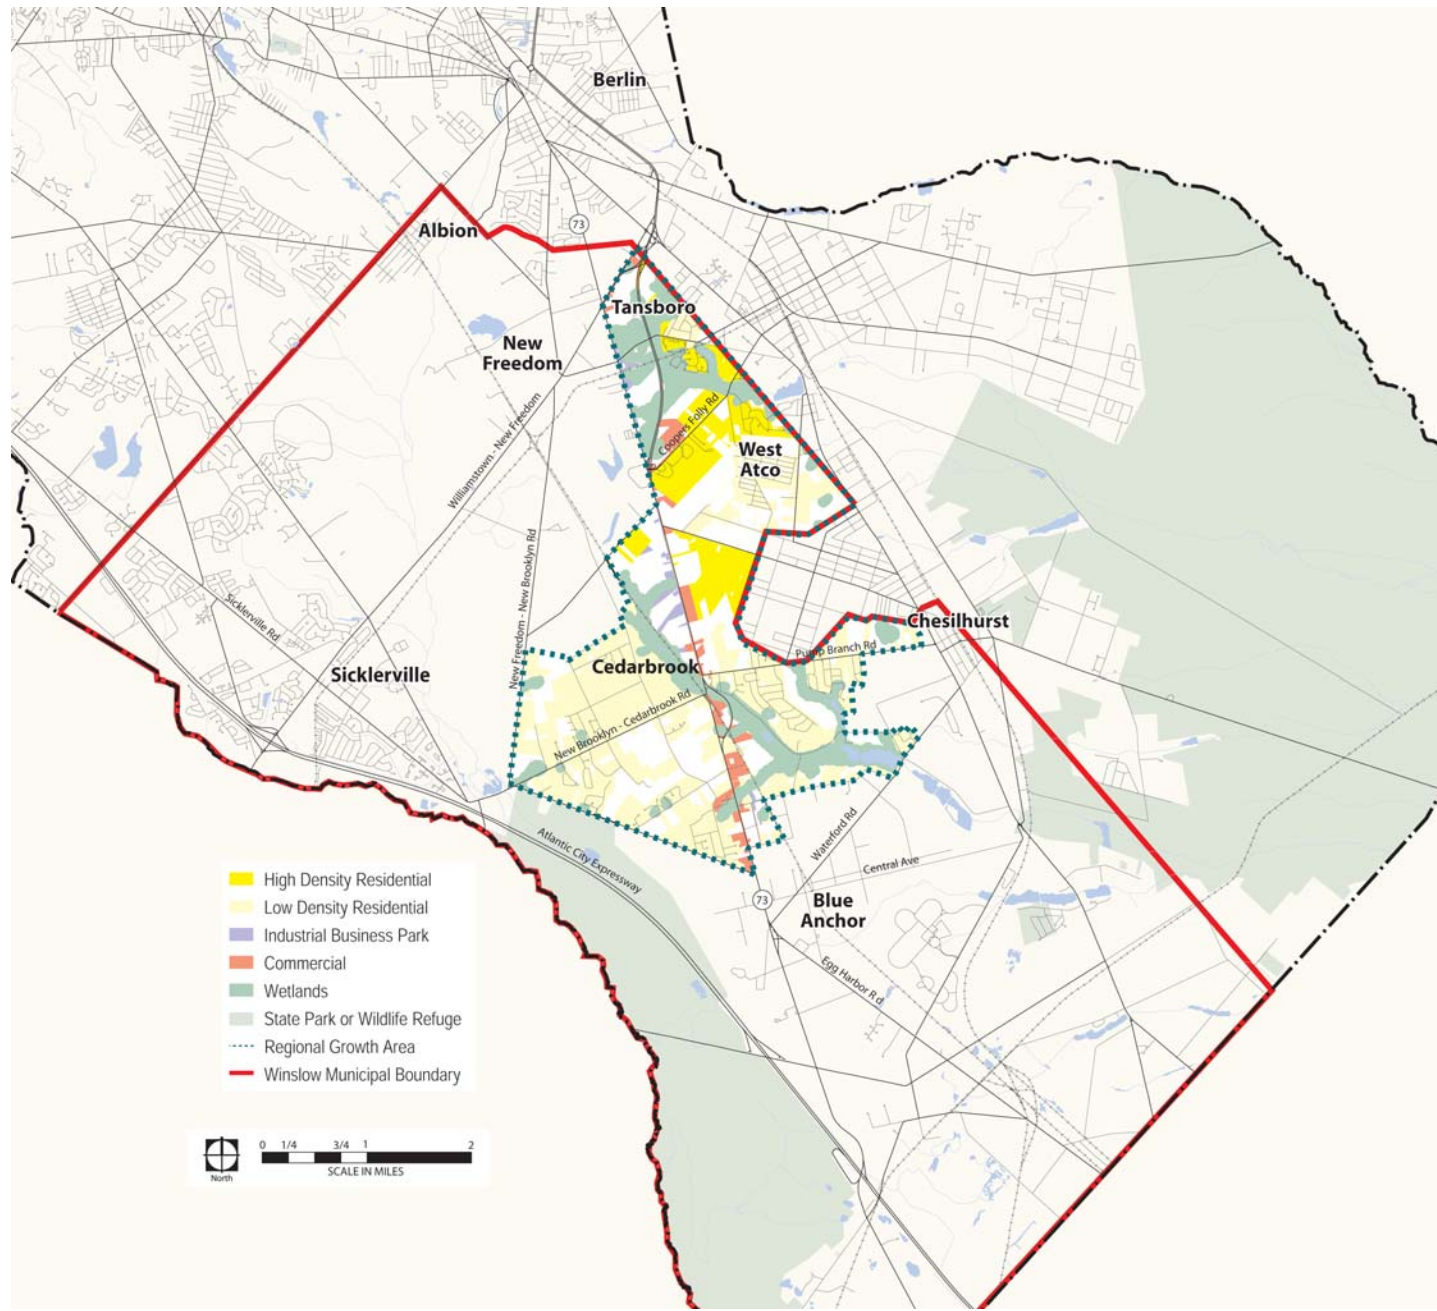 Berlin
Albion
73
Tansboro
New
Freedom
Williamstown - New Freedom
Coopers Folly Rd
West
Atco
New Freedom - New Brooklyn Rd
Sicklerville Rd
Chesilhurst
Pump Branch Rd
Cedarbrook
Sicklerville
New Brooklyn - Cedarbrook Rd
Atlantic City Expressway
Waterford Rd
Central Ave
73
Blue
Anchor
Egg Harbor Rd
High Density Residential
Low Density Residential
Industrial Business Park
Commercial
Wetlands
State Park or Wildlife Refuge
Regional Growth Area
Winslow Municipal Boundary
0 1/4 3/4 1 2
SCALE IN MILES
North